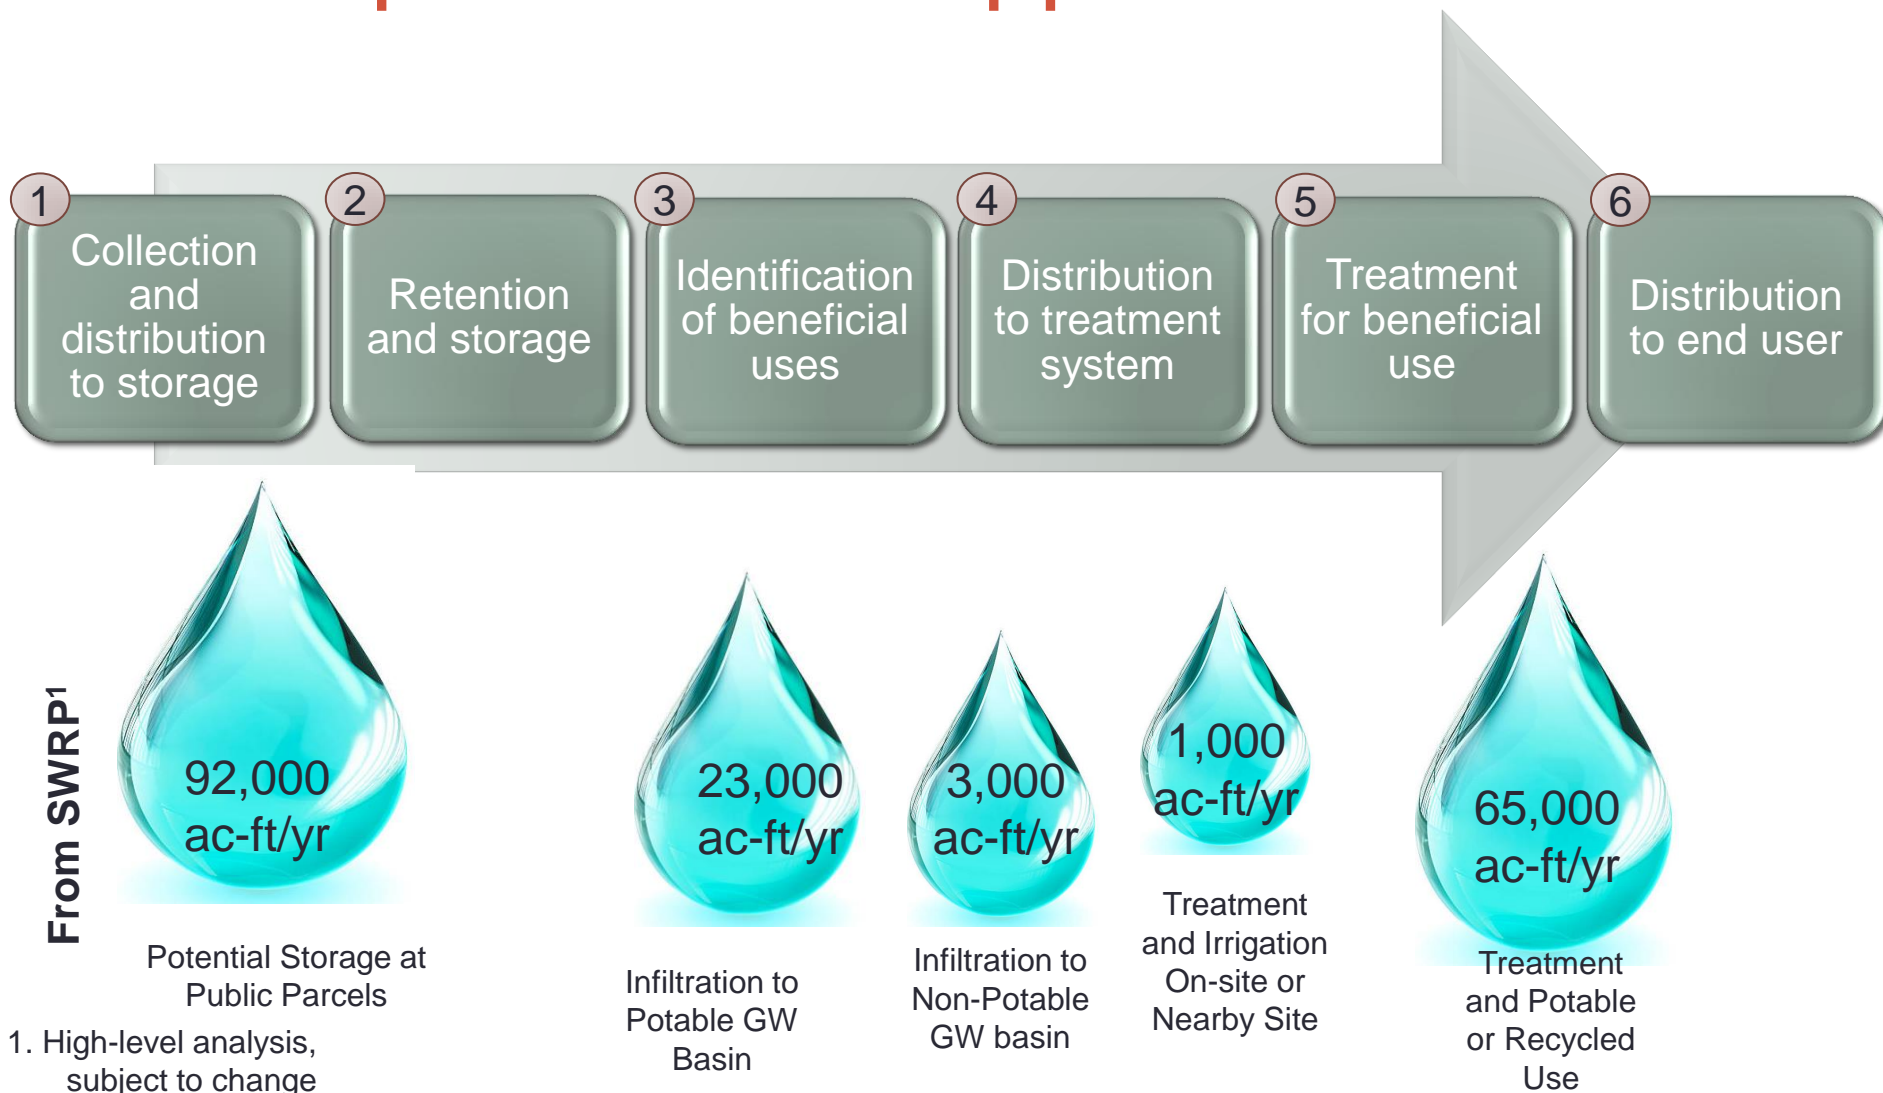 1
Collection
and
distribution
to storage
2
Retention
and storage
3
Identification
of beneficial
uses
4
Distribution
to treatment
system
5
Treatment
for beneficial
use
6
Distribution
to end user
From SWRP¹
92,000
ac-ft/yr
Potential Storage at
Public Parcels
23,000
ac-ft/yr
Infiltration to
Potable GW
Basin
3,000
ac-ft/yr
Infiltration to
Non-Potable
GW basin
1,000
ac-ft/yr
Treatment
and Irrigation
On-site or
Nearby Site
65,000
ac-ft/yr
Treatment
and Potable
or Recycled
Use
1. High-level analysis,
subject to change